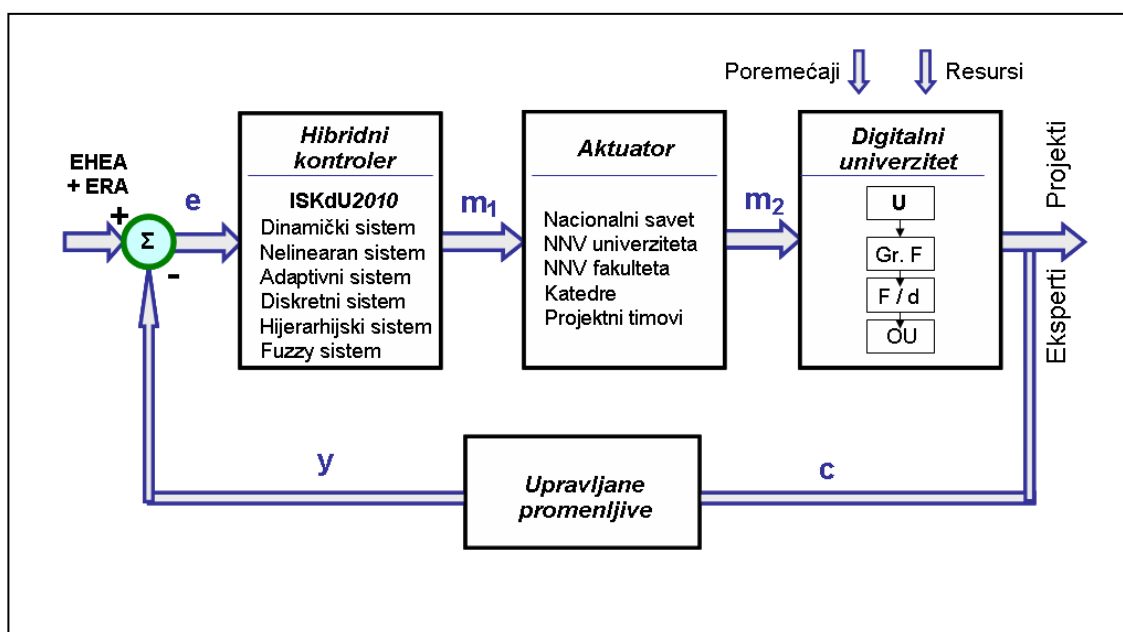 Poremećaji
Resursi
EHEA
+ ERA
+
Σ
-
e
Hibridni
kontroler
ISKdU2010
Dinamički sistem
Nelinearan sistem
Adaptivni sistem
Diskretni sistem
Hijerarhijski sistem
Fuzzy sistem
m1
Aktuator
Nacionalni savet
NNV univerziteta
NNV fakulteta
Katedre
Projektni timovi
m2
Digitalni
univerzitet
U
Gr. F
F / d
OU
Projekti
Eksperti
y
Upravljane
promenljive
c